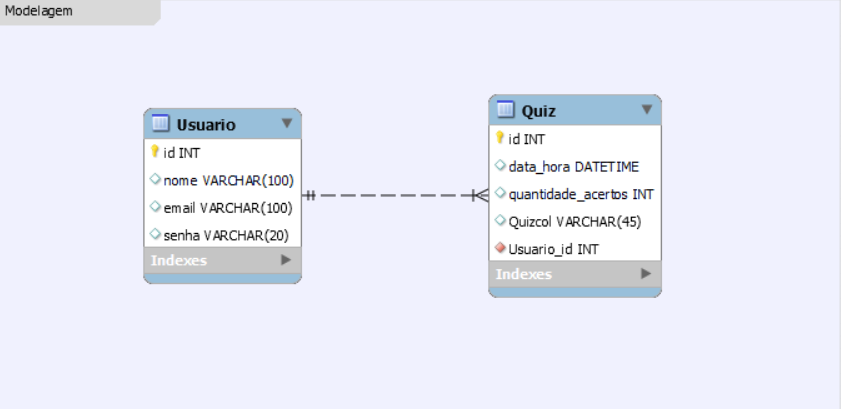 Modelagem
Usuario
id INT
nome VARCHAR(100)
email VARCHAR(100)
senha VARCHAR(20)
Indexes
Quiz
id INT
data_hora DATETIME
quantidade_acertos INT
Quizcol VARCHAR(45)
Usuario_id INT
Indexes